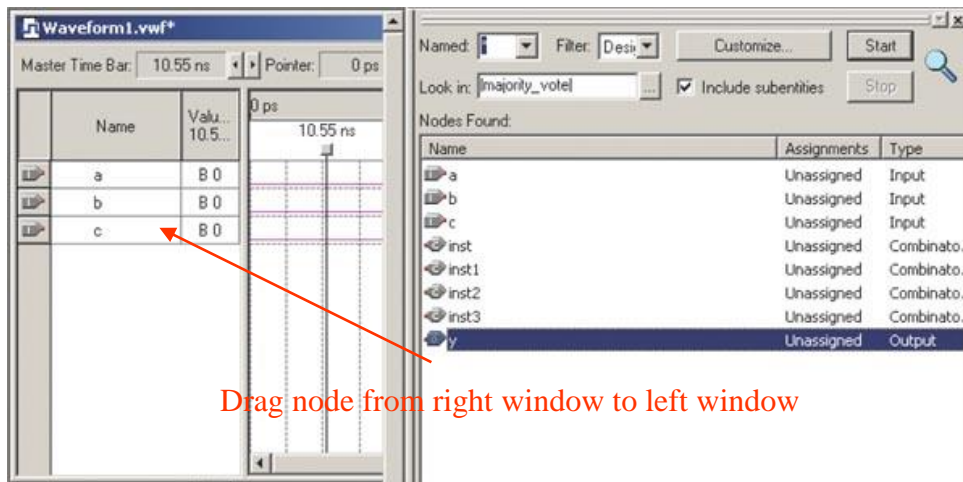 Waveform1.vwf*
Master Time Bar: 10.55 ns Pointer: 0 ps
Name Valu... 10.5...
0 ps
10.55 ns
a B 0
b B 0
c B 0
Named: Filter: Customize... Start
Look in: |majority_vote| ... Include subentities Stop
Nodes Found:
Name Assignments Type
a Unassigned Input
b Unassigned Input
c Unassigned Input
inst Unassigned Combinato.
inst1 Unassigned Combinato.
inst2 Unassigned Combinato.
inst3 Unassigned Combinato.
y Unassigned Output
Drag node from right window to left window